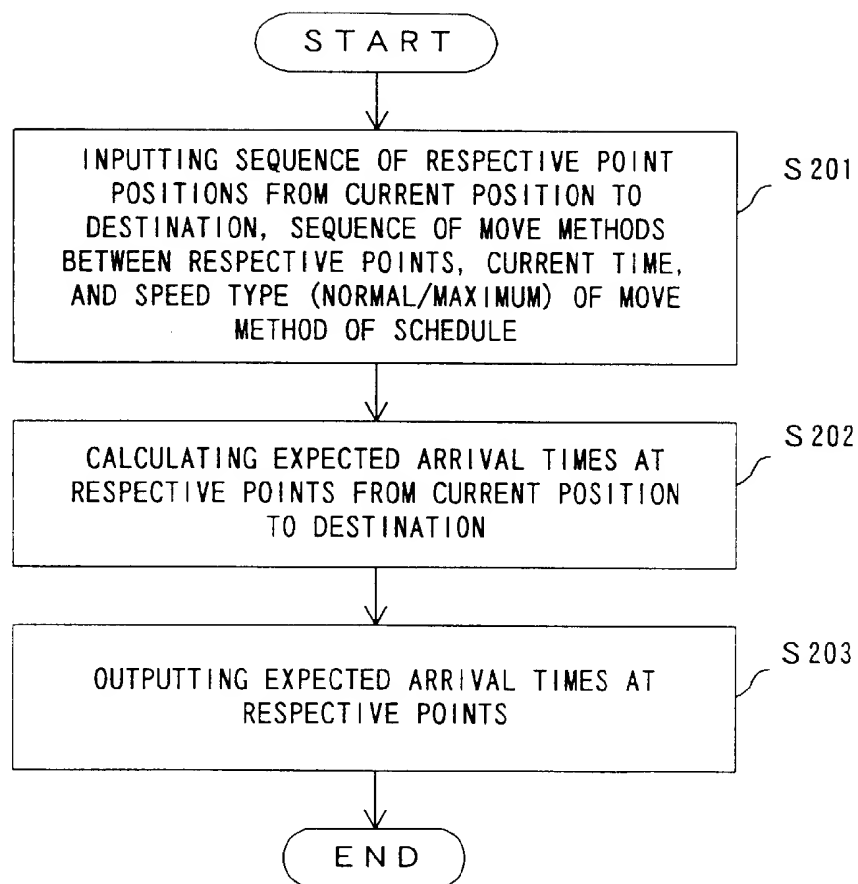 START
INPUTTING SEQUENCE OF RESPECTIVE POINT
POSITIONS FROM CURRENT POSITION TO
DESTINATION, SEQUENCE OF MOVE METHODS
BETWEEN RESPECTIVE POINTS, CURRENT TIME,
AND SPEED TYPE (NORMAL/MAXIMUM) OF MOVE
METHOD OF SCHEDULE
S201
CALCULATING EXPECTED ARRIVAL TIMES AT
RESPECTIVE POINTS FROM CURRENT POSITION
TO DESTINATION
S202
OUTPUTTING EXPECTED ARRIVAL TIMES AT
RESPECTIVE POINTS
S203
END